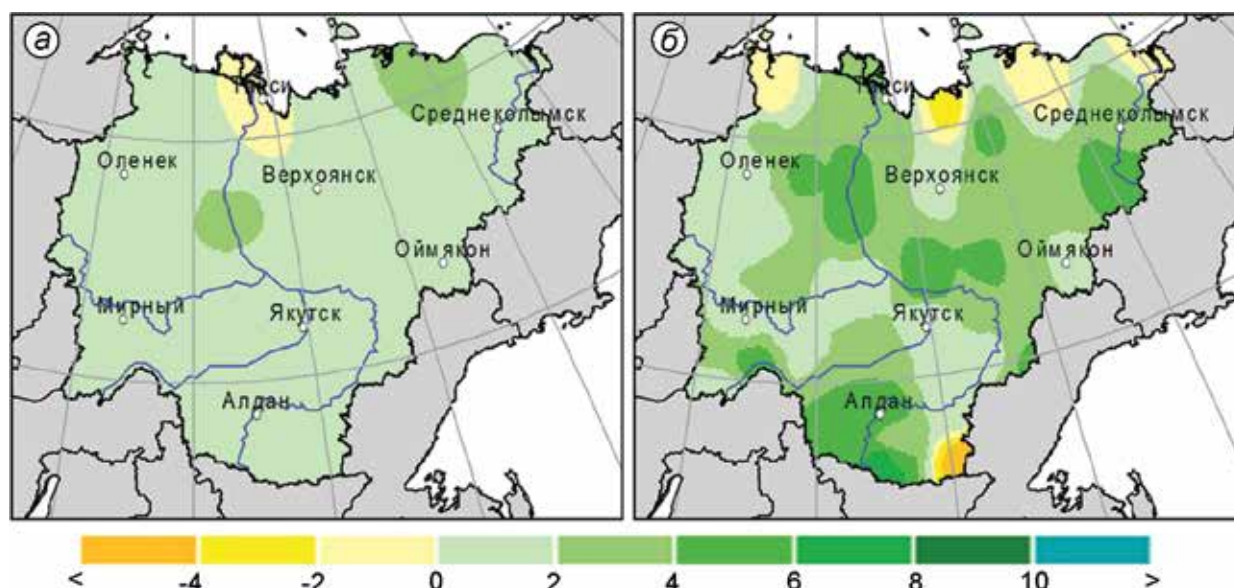 а
Тикси
Среднеколымск
Оленек
Верхоянск
Оймякон
Мирный
Якутск
Алдан
б
Тикси
Среднеколымск
Оленек
Верхоянск
Оймякон
Мирный
Якутск
Алдан
< -4 -2 0 2 4 6 8 10 >